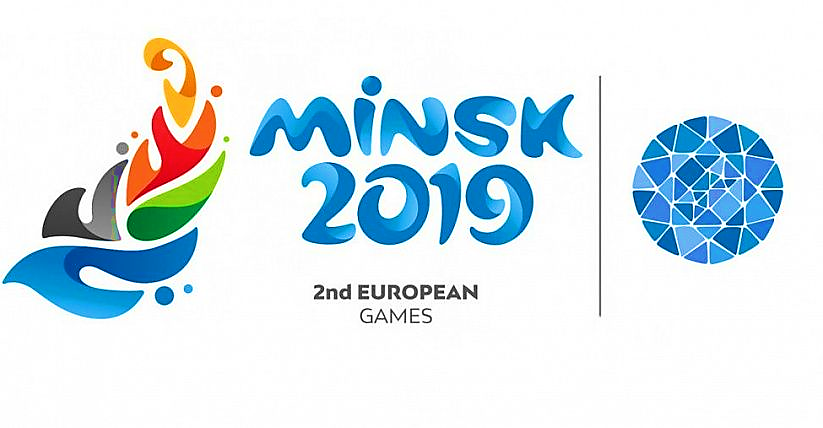 MINSK
2019
2nd EUROPEAN
GAMES